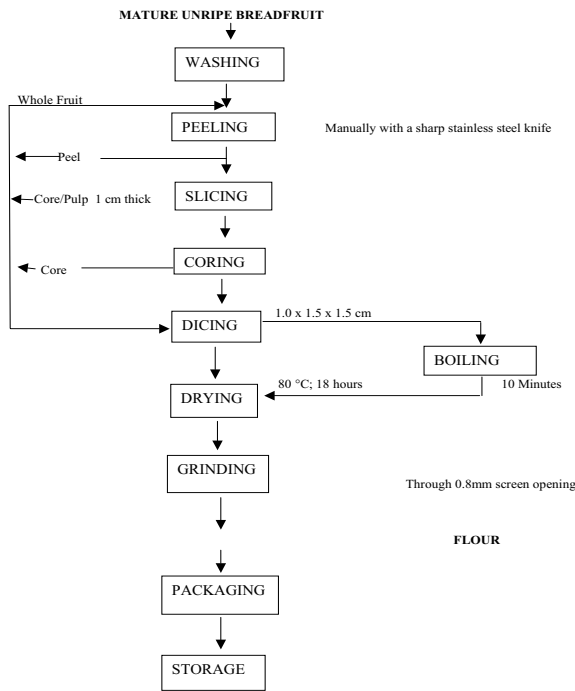 MATURE UNRIPE BREADFRUIT
WASHING
Whole Fruit
PEELING
Manually with a sharp stainless steel knife
Peel
Core/Pulp 1 cm thick
SLICING
Core
CORING
1.0 x 1.5 x 1.5 cm
DICING
BOILING
80 °C; 18 hours
10 Minutes
DRYING
GRINDING
Through 0.8mm screen opening
FLOUR
PACKAGING
STORAGE